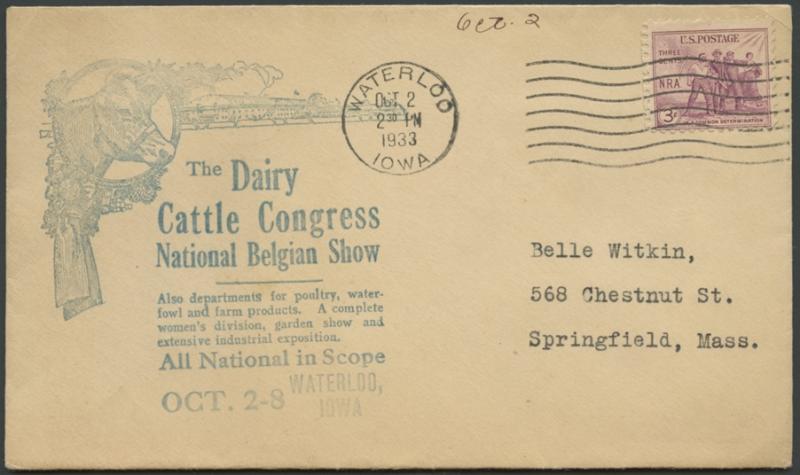 Oct. 2
U.S. POSTAGE
THREE
CENTS
NRA
3¢
COMMON DETERMINATION
WATERLOO
OCT 2
2 30 PM
1933
IOWA
The Dairy
Cattle Congress
National Belgian Show
Also departments for poultry, water-
fowl and farm products. A complete
women's division, garden show and
extensive industrial exposition.
All National in Scope
OCT. 2-8
WATERLOO,
IOWA
Belle Witkin,
568 Chestnut St.
Springfield, Mass.